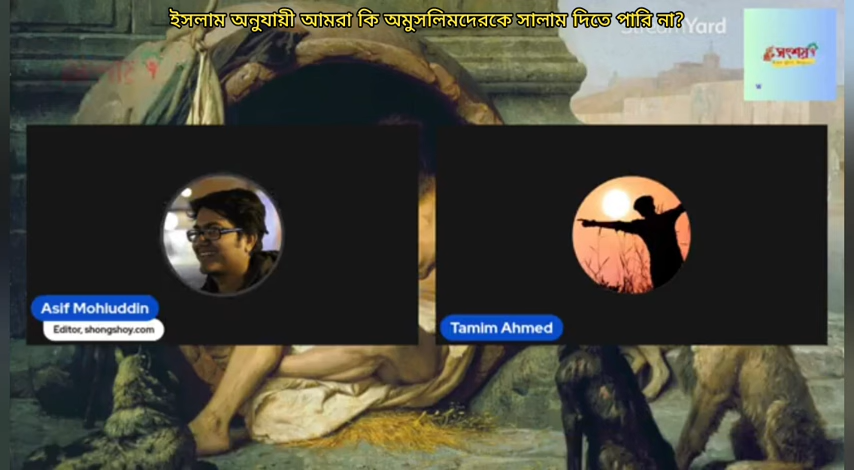 ইসলাম অনুযায়ী আমরা কি অমুসলিমদেরকে সালাম দিতে পারি না?
StreamYard
সংশয়
Asif Mohiuddin
Editor, shongshoy.com
Tamim Ahmed